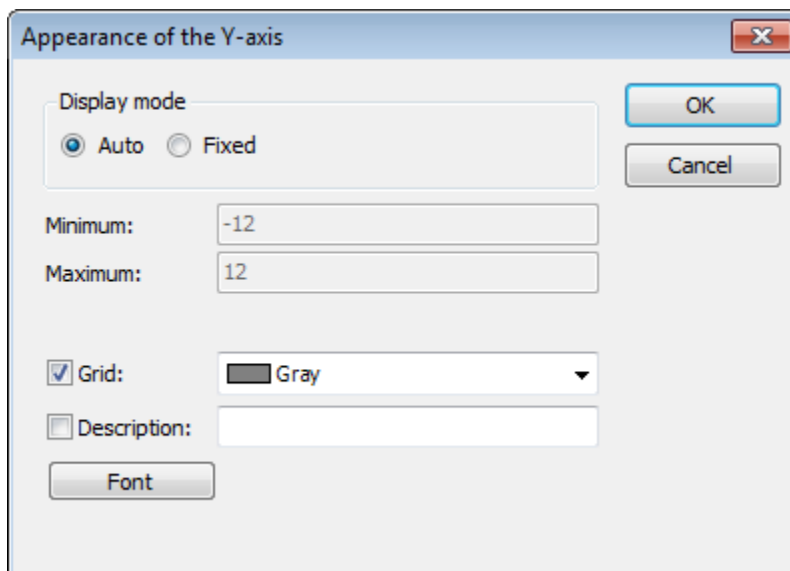 Appearance of the Y-axis
Display mode
Auto Fixed
OK
Cancel
Minimum: -12
Maximum: 12
Grid: Gray
Description:
Font